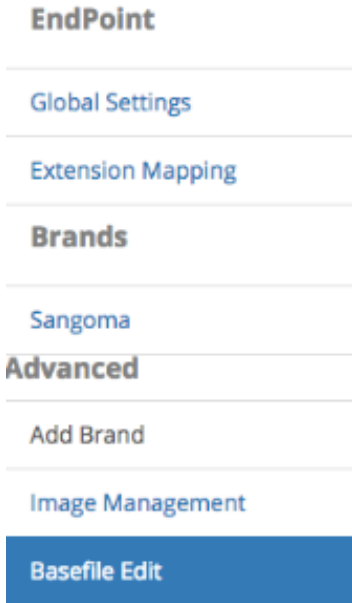 EndPoint
Global Settings
Extension Mapping
Brands
Sangoma
Advanced
Add Brand
Image Management
Basefile Edit